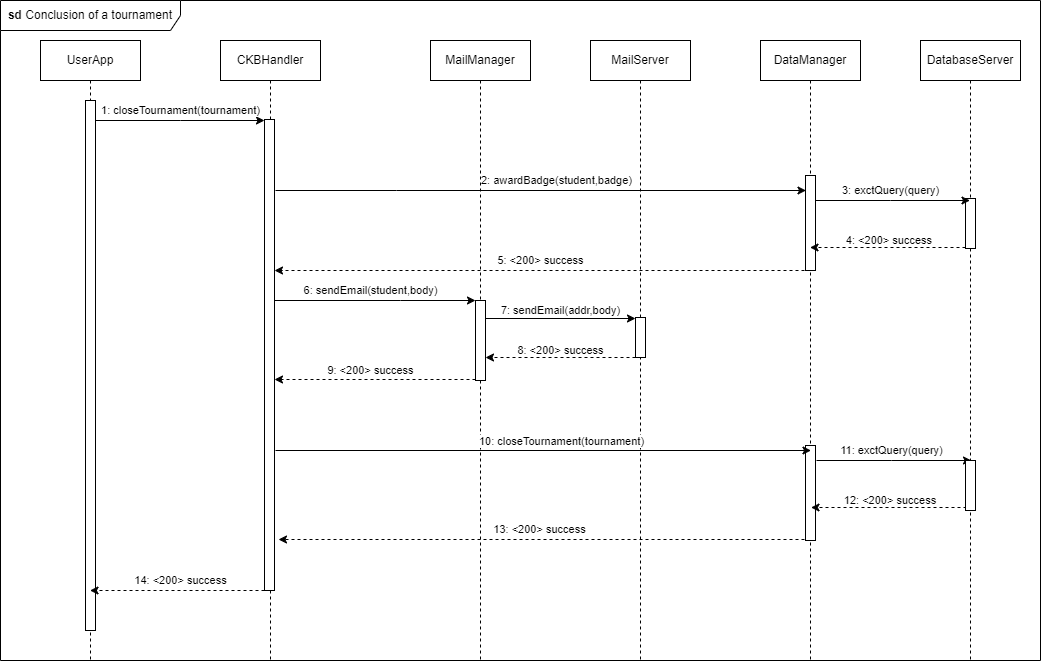 sd Conclusion of a tournament
UserApp
CKBHandler
MailManager
MailServer
DataManager
DatabaseServer
1: closeTournament(tournament)
2: awardBadge(student,badge)
3: exctQuery(query)
4: <200> success
5: <200> success
6: sendEmail(student,body)
7: sendEmail(addr,body)
8: <200> success
9: <200> success
10: closeTournament(tournament)
11: exctQuery(query)
12: <200> success
13: <200> success
14: <200> success